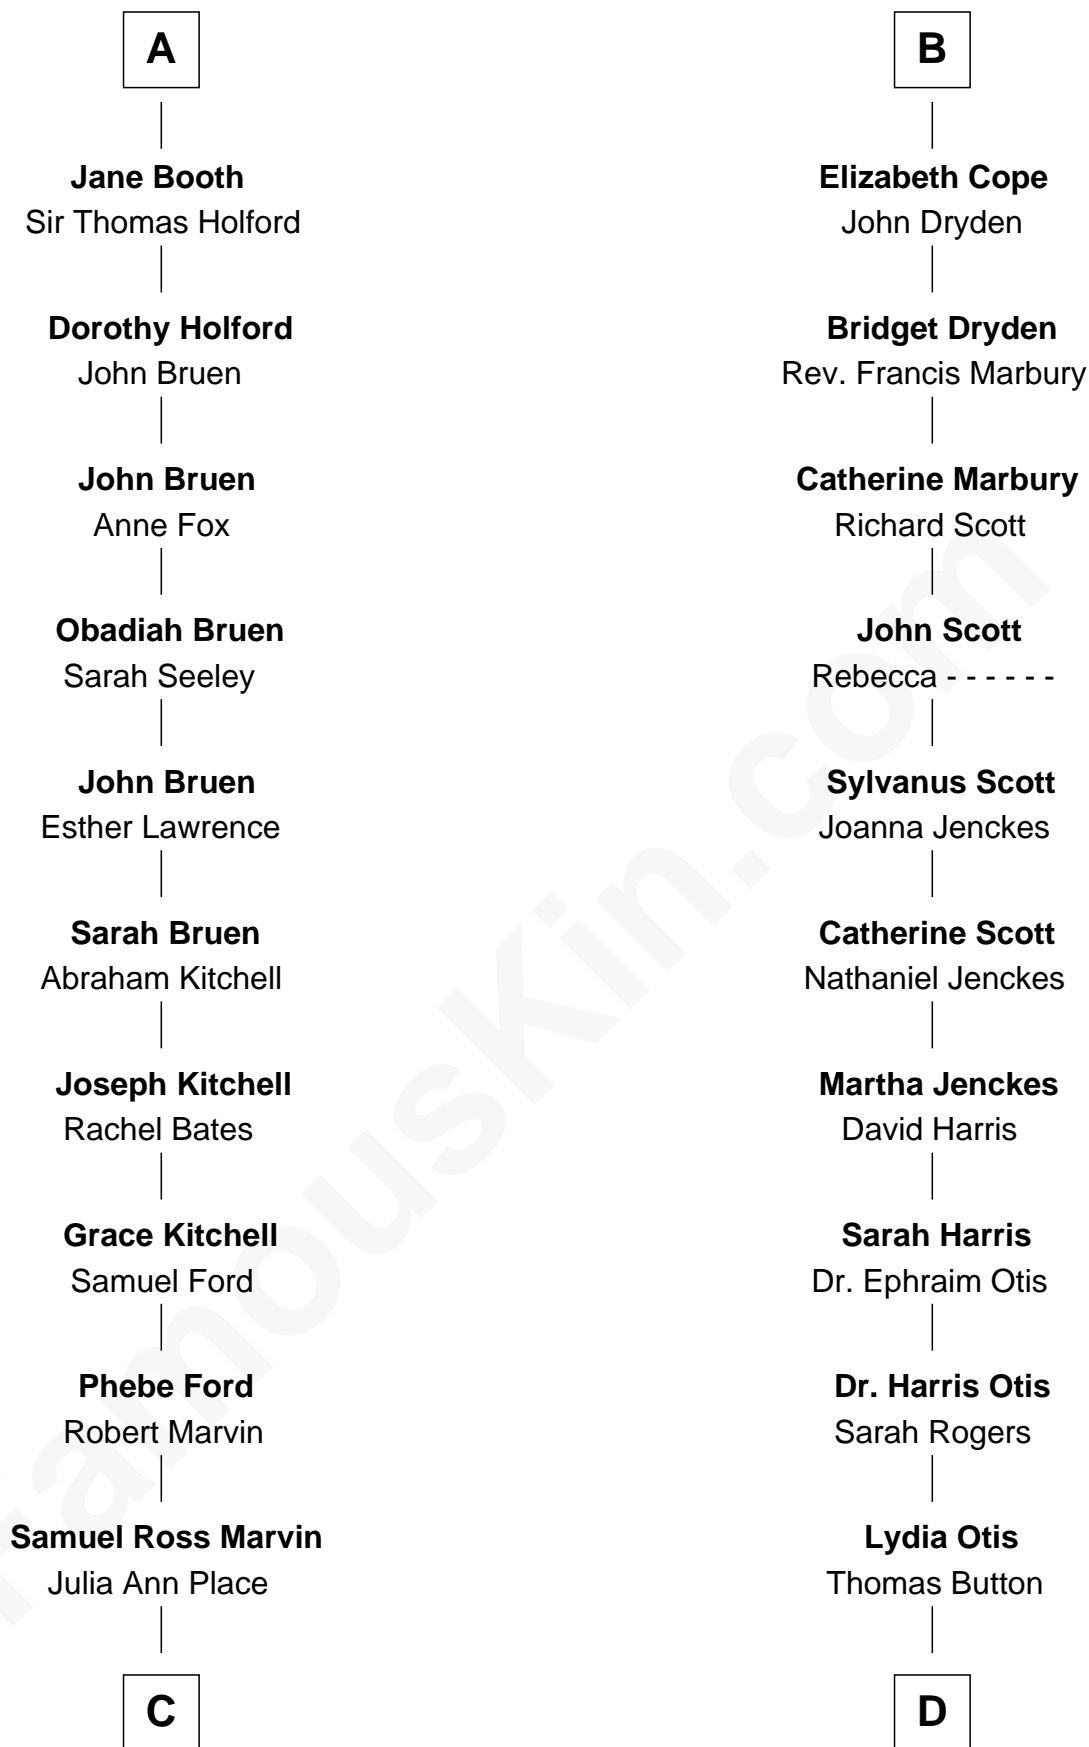 A
Jane Booth
Sir Thomas Holford
Dorothy Holford
John Bruen
John Bruen
Anne Fox
Obadiah Bruen
Sarah Seeley
John Bruen
Esther Lawrence
Sarah Bruen
Abraham Kitchell
Joseph Kitchell
Rachel Bates
Grace Kitchell
Samuel Ford
Phebe Ford
Robert Marvin
Samuel Ross Marvin
Julia Ann Place
C
B
Elizabeth Cope
John Dryden
Bridget Dryden
Rev. Francis Marbury
Catherine Marbury
Richard Scott
John Scott
Rebecca - - - - - -
Sylvanus Scott
Joanna Jenckes
Catherine Scott
Nathaniel Jenckes
Martha Jenckes
David Harris
Sarah Harris
Dr. Ephraim Otis
Dr. Harris Otis
Sarah Rogers
Lydia Otis
Thomas Button
D
FamousKin.com